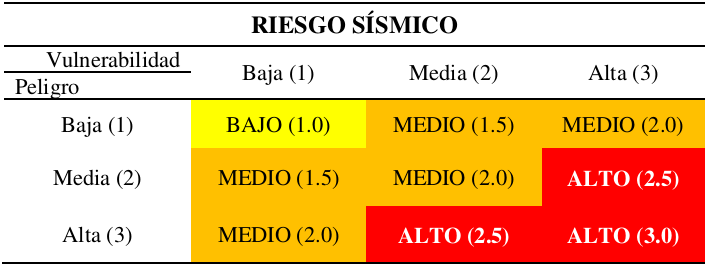 RIESGO SÍSMICO
Vulnerabilidad
Peligro
Baja (1) Media (2) Alta (3)
Baja (1) BAJO (1.0) MEDIO (1.5) MEDIO (2.0)
Media (2) MEDIO (1.5) MEDIO (2.0) ALTO (2.5)
Alta (3) MEDIO (2.0) ALTO (2.5) ALTO (3.0)